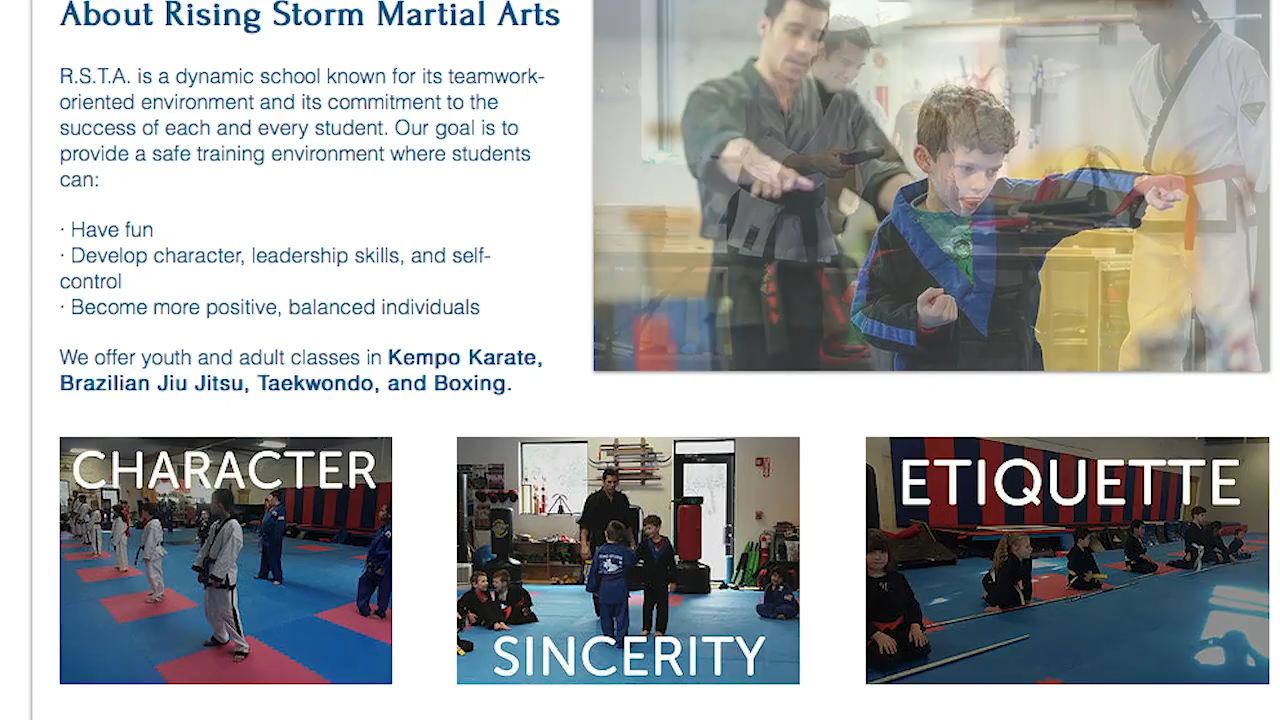 About Rising Storm Martial Arts
R.S.T.A. is a dynamic school known for its teamwork-
oriented environment and its commitment to the
success of each and every student. Our goal is to
provide a safe training environment where students
can:
· Have fun
· Develop character, leadership skills, and self-
control
· Become more positive, balanced individuals
We offer youth and adult classes in Kempo Karate,
Brazilian Jiu Jitsu, Taekwondo, and Boxing.
CHARACTER
SINCERITY
ETIQUETTE